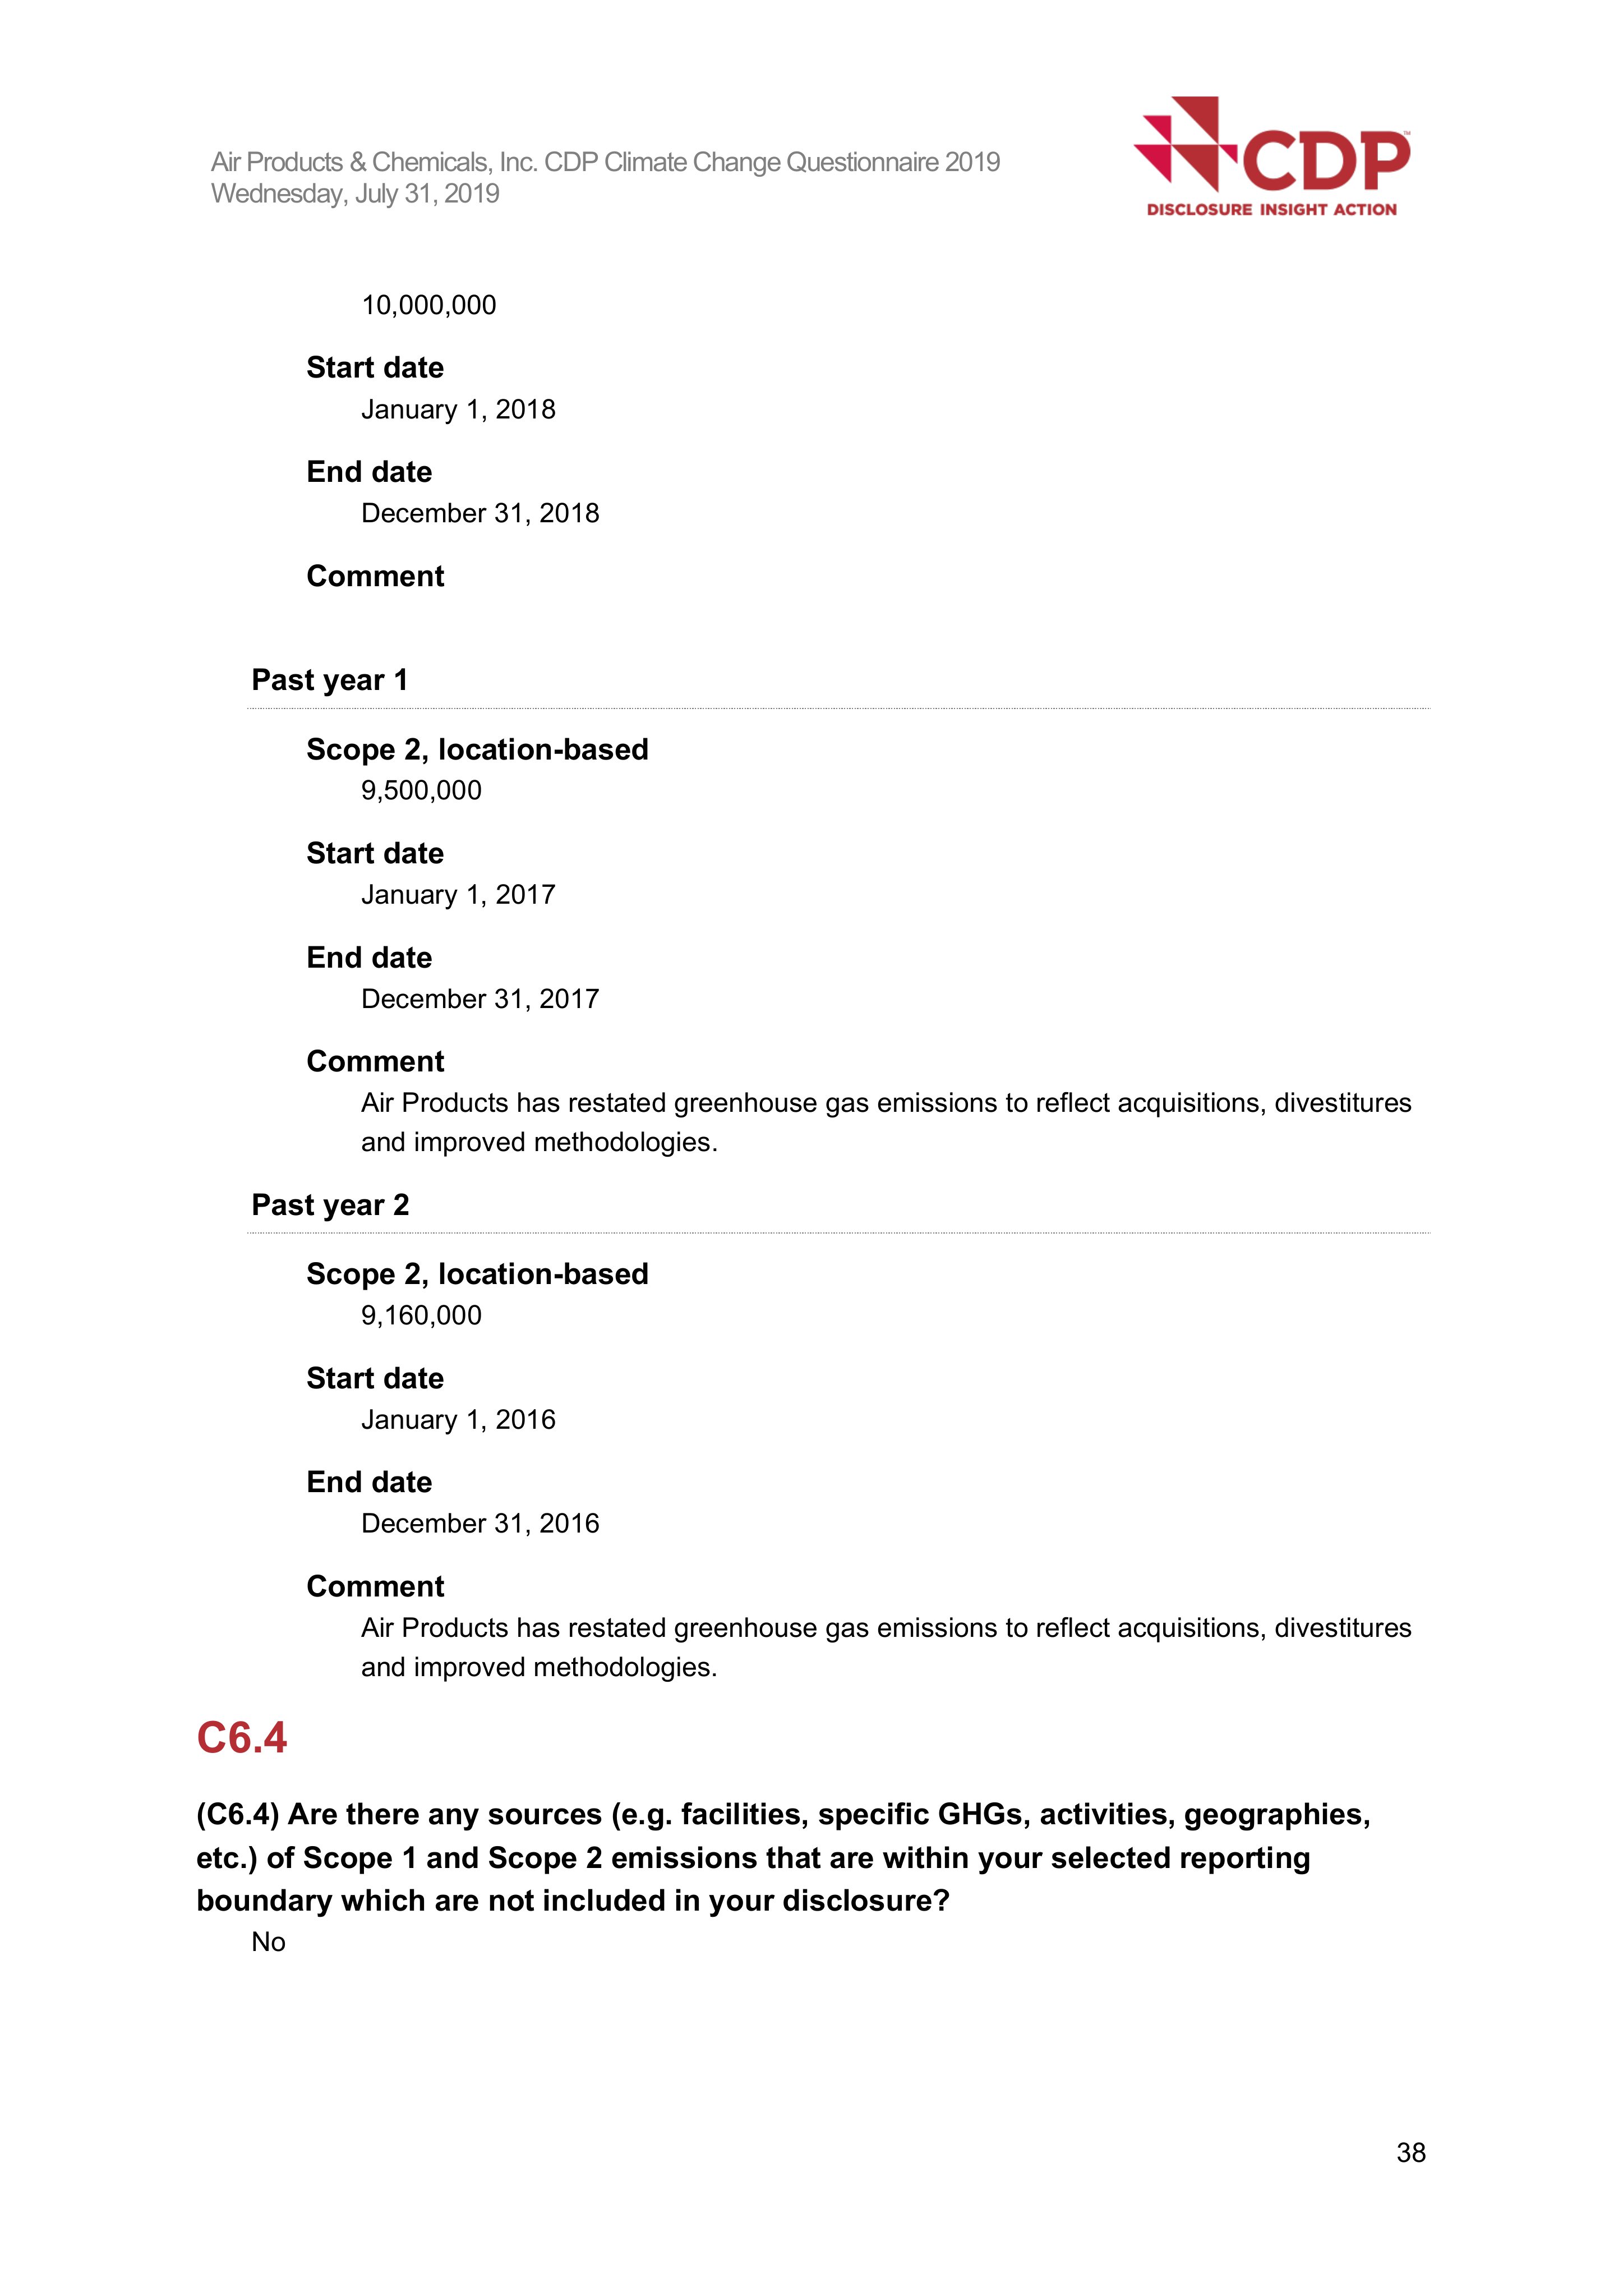 Air Products & Chemicals, Inc. CDP Climate Change Questionnaire 2019
Wednesday, July 31, 2019
CDP™
DISCLOSURE INSIGHT ACTION
10,000,000
Start date
January 1, 2018
End date
December 31, 2018
Comment
Past year 1
Scope 2, location-based
9,500,000
Start date
January 1, 2017
End date
December 31, 2017
Comment
Air Products has restated greenhouse gas emissions to reflect acquisitions, divestitures
and improved methodologies.
Past year 2
Scope 2, location-based
9,160,000
Start date
January 1, 2016
End date
December 31, 2016
Comment
Air Products has restated greenhouse gas emissions to reflect acquisitions, divestitures
and improved methodologies.
C6.4
(C6.4) Are there any sources (e.g. facilities, specific GHGs, activities, geographies,
etc.) of Scope 1 and Scope 2 emissions that are within your selected reporting
boundary which are not included in your disclosure?
No
38